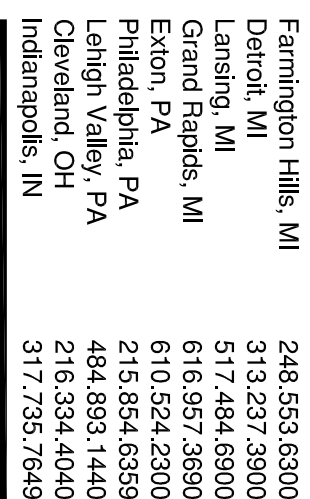 Farmington Hills, MI 248.553.6300
Detroit, MI 313.237.3900
Lansing, MI 517.484.6900
Grand Rapids, MI 616.957.3690
Exton, PA 610.524.2300
Philadelphia, PA 215.854.6359
Lehigh Valley, PA 484.893.1440
Cleveland, OH 216.334.4040
Indianapolis, IN 317.735.7649